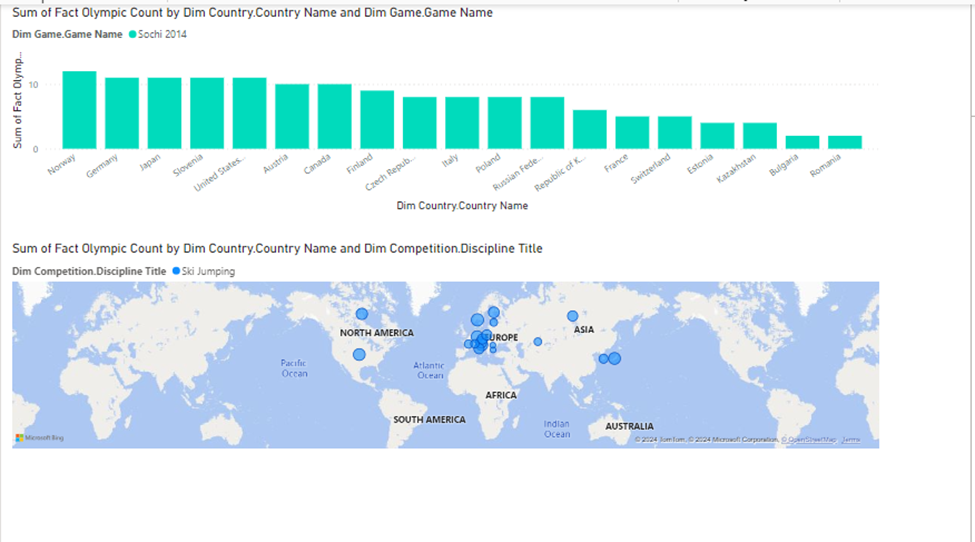 Sum of Fact Olympic Count by Dim Country.Country Name and Dim Game.Game Name
Dim Game.Game Name Sochi 2014
Sum of Fact Olymp...
10
0
Norway
Germany
Japan
Slovenia
United States...
Austria
Canada
Finland
Czech Repub...
Italy
Poland
Russian Fede...
Republic of K...
France
Switzerland
Estonia
Kazakhstan
Bulgaria
Romania
Dim Country.Country Name
Sum of Fact Olympic Count by Dim Country.Country Name and Dim Competition.Discipline Title
Dim Competition.Discipline Title Ski Jumping
NORTH AMERICA
UROPE
ASIA
Pacific
Ocean
Atlantic
Ocean
AFRICA
SOUTH AMERICA
Indian
Ocean
AUSTRALIA
Microsoft Bing
© 2024 TomTom, © 2024 Microsoft Corporation, © OpenStreetMap Terms